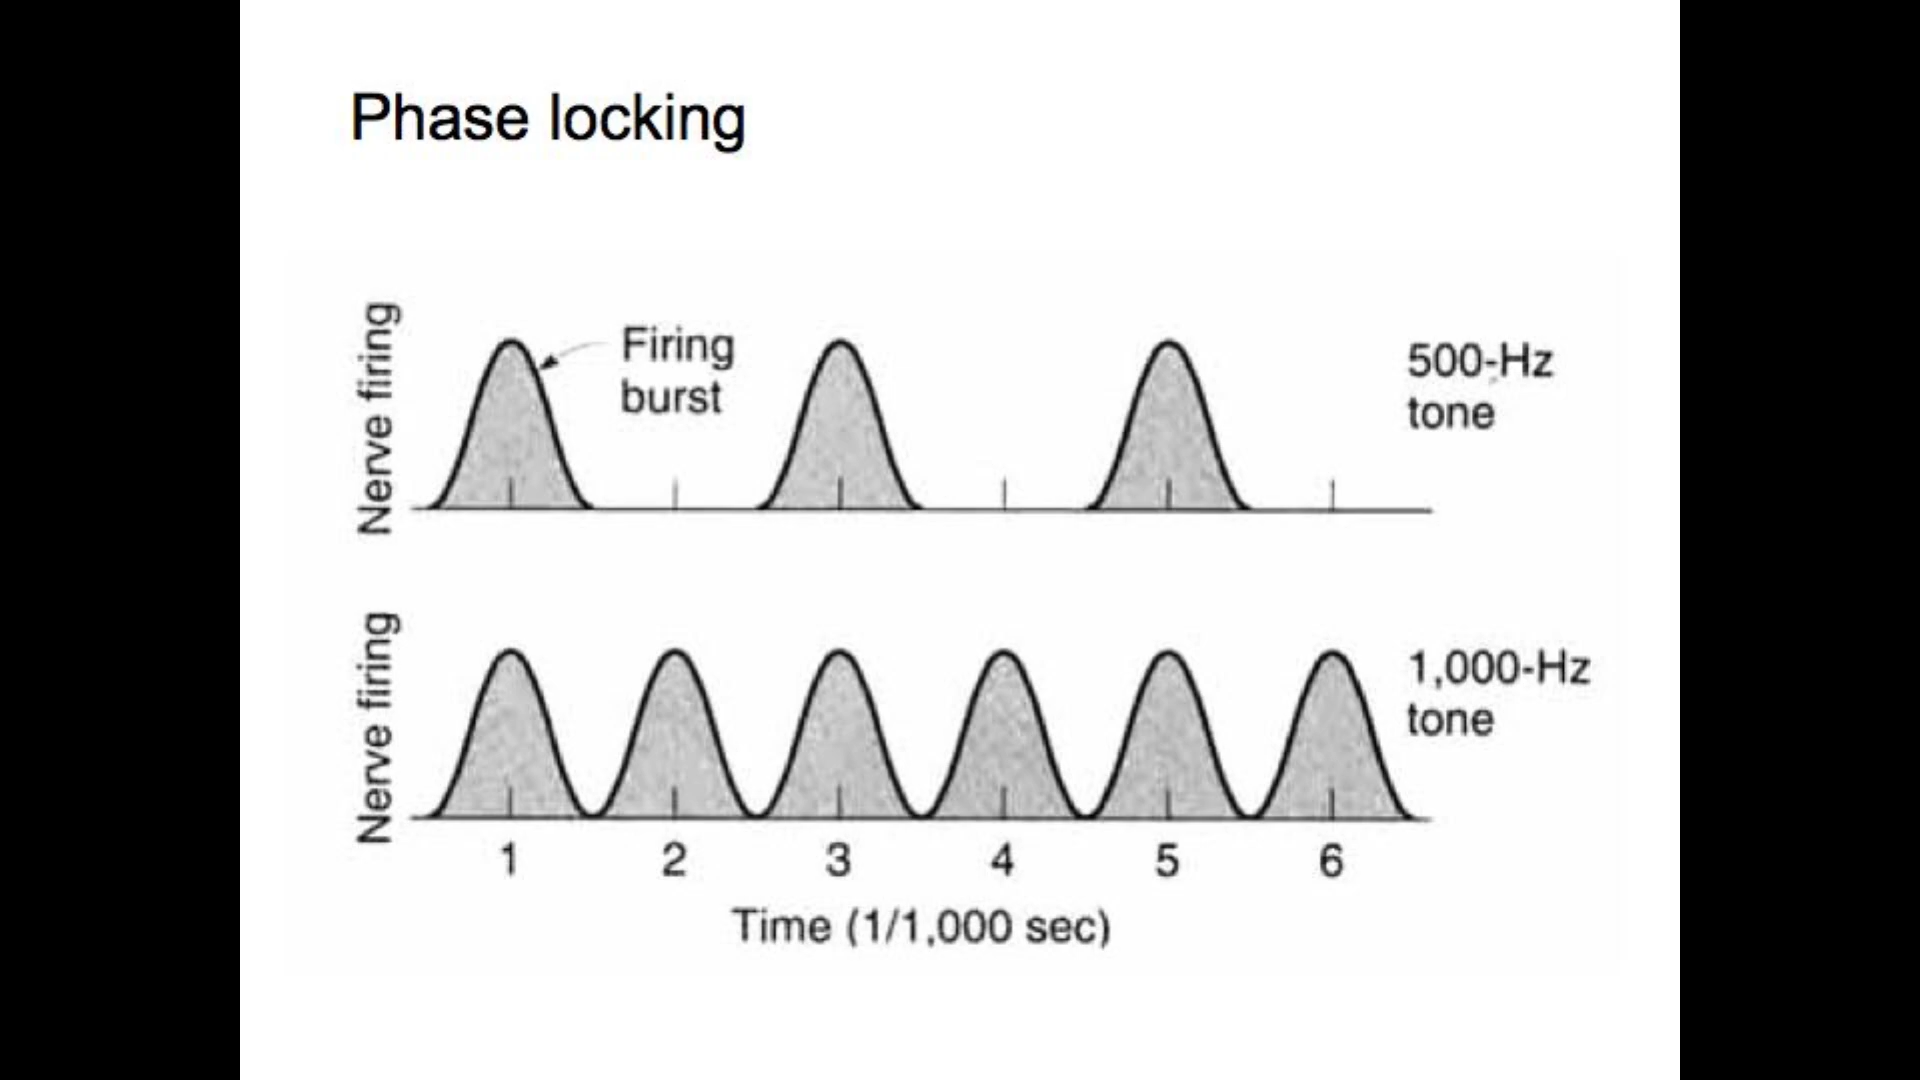 Phase locking
Nerve firing
Firing
burst
500-Hz
tone
Nerve firing
1,000-Hz
tone
1 2 3 4 5 6
Time (1/1,000 sec)